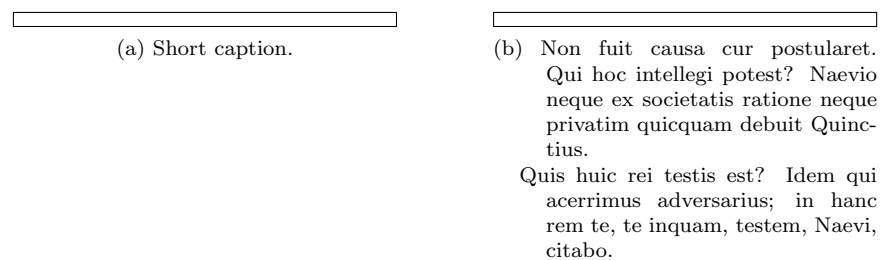 (a) Short caption.
(b) Non fuit causa cur postularet.
Qui hoc intellegi potest? Naevio
neque ex societatis ratione neque
privatim quicquam debuit Quinc-
tius.
Quis huic rei testis est? Idem qui
acerrimus adversarius; in hanc
rem te, te inquam, testem, Naevi,
citabo.